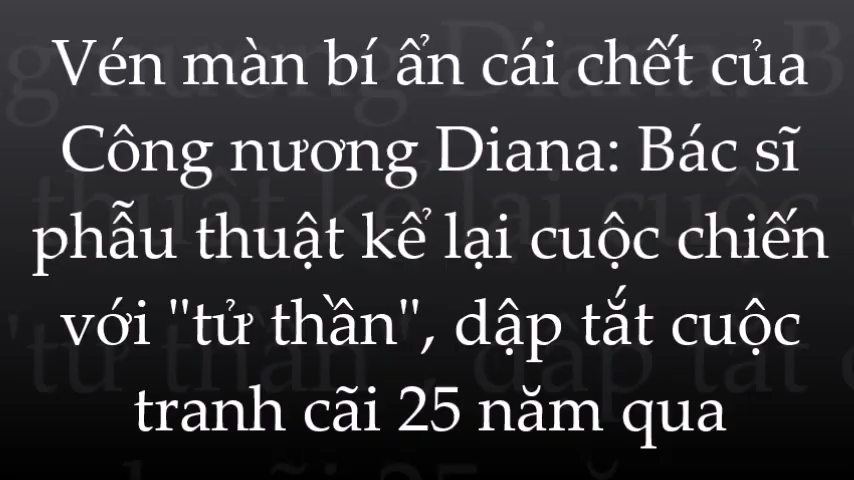 Vén màn bí ẩn cái chết của
Công nương Diana: Bác sĩ
phẫu thuật kể lại cuộc chiến
với "tử thần", dập tắt cuộc
tranh cãi 25 năm qua